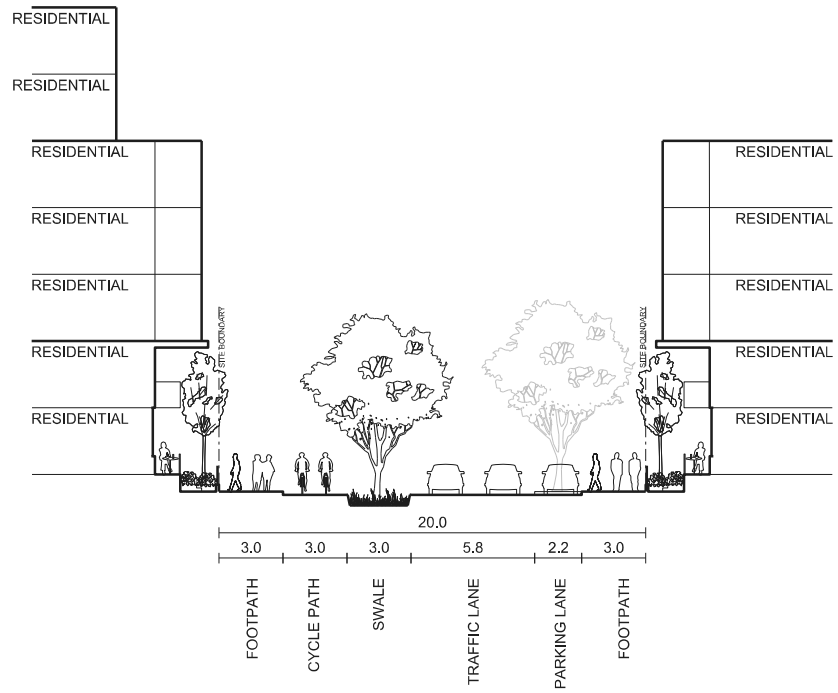 RESIDENTIAL
RESIDENTIAL
RESIDENTIAL RESIDENTIAL
RESIDENTIAL RESIDENTIAL
RESIDENTIAL RESIDENTIAL
SITE BOUNDARY SITE BOUNDARY
RESIDENTIAL RESIDENTIAL
RESIDENTIAL RESIDENTIAL
20.0
3.0 3.0 3.0 5.8 2.2 3.0
FOOTPATH
CYCLE PATH
SWALE
TRAFFIC LANE
PARKING LANE
FOOTPATH